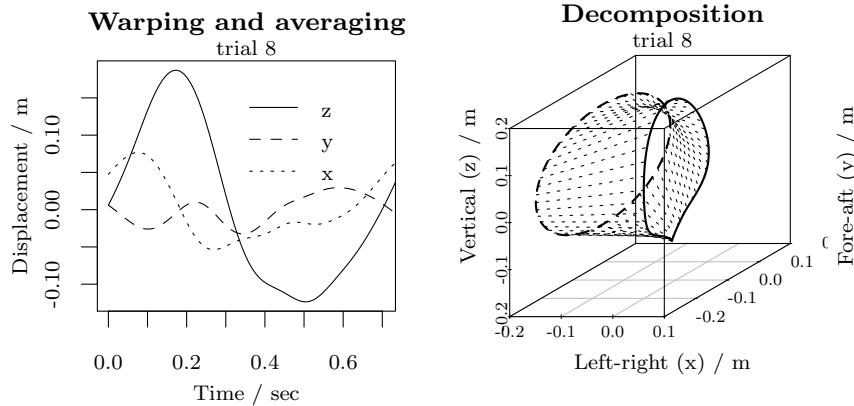 Warping and averaging
trial 8
Displacement / m
0.10
0.00
-0.10
z
y
x
0.0 0.2 0.4 0.6
Time / sec
Decomposition
trial 8
Vertical (z) / m
0.2
0.1
0.0
-0.1
-0.2
-0.2 -0.1 0.0 0.1
Left-right (x) / m
-0.2
-0.1
0.0
0.1
Fore-aft (y) / m